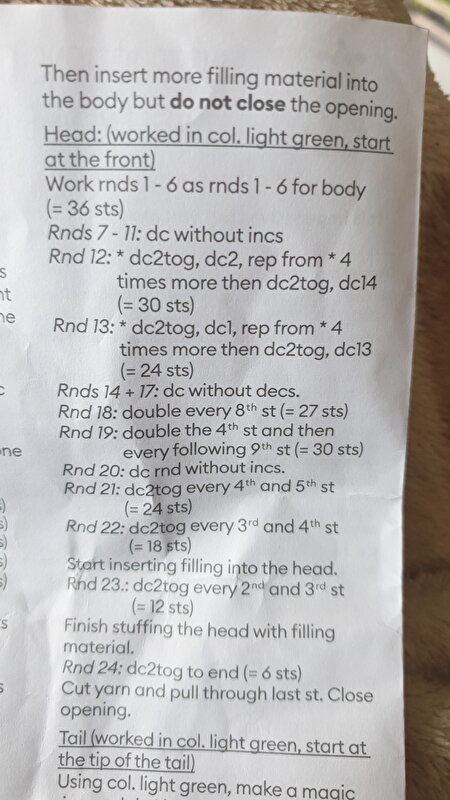 Then insert more filling material into
the body but do not close the opening.
Head: (worked in col. light green, start
at the front)
Work rnds 1 - 6 as rnds 1 - 6 for body
(= 36 sts)
Rnds 7 - 11: dc without incs
Rnd 12: * dc2tog, dc2, rep from * 4
times more then dc2tog, dc14
(= 30 sts)
Rnd 13: * dc2tog, dc1, rep from * 4
times more then dc2tog, dc13
(= 24 sts)
Rnds 14 + 17: dc without decs.
Rnd 18: double every 8th st (= 27 sts)
Rnd 19: double the 4th st and then
every following 9th st (= 30 sts)
Rnd 20: dc rnd without incs.
Rnd 21: dc2tog every 4th and 5th st
(= 24 sts)
Rnd 22: dc2tog every 3rd and 4th st
(= 18 sts)
Start inserting filling into the head.
Rnd 23.: dc2tog every 2nd and 3rd st
(= 12 sts)
Finish stuffing the head with filling
material.
Rnd 24: dc2tog to end (= 6 sts)
Cut yarn and pull through last st. Close
opening.
Tail (worked in col. light green, start at
the tip of the tail)
Using col. light green, make a magic